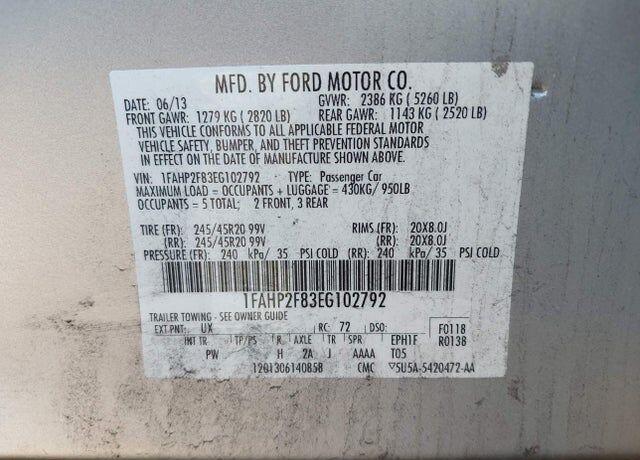 MFD. BY FORD MOTOR CO.
DATE: 06/13 GVWR: 2386 KG ( 5260 LB)
FRONT GAWR: 1279 KG ( 2820 LB) REAR GAWR: 1143 KG ( 2520 LB)
THIS VEHICLE CONFORMS TO ALL APPLICABLE FEDERAL MOTOR
VEHICLE SAFETY, BUMPER, AND THEFT PREVENTION STANDARDS
IN EFFECT ON THE DATE OF MANUFACTURE SHOWN ABOVE.
VIN: 1FAHP2F83EG102792 TYPE: Passenger Car
MAXIMUM LOAD = OCCUPANTS + LUGGAGE = 430KG/ 950LB
OCCUPANTS = 5 TOTAL; 2 FRONT, 3 REAR
TIRE (FR): 245/45R20 99V RIMS (FR): 20X8.0J
(RR): 245/45R20 99V (RR): 20X8.0J
PRESSURE (FR): 240 kPa/ 35 PSI COLD (RR): 240 kPa/ 35 PSI COLD
1FAHP2F83EG102792
TRAILER TOWING - SEE OWNER GUIDE
EXT PNT: UX RC: 72 DSO: F0118
INT TR TP/PS R AXLE TR SPR EPH1F R0138
PW H 2A J AAAA T05
1201306140858 CMC ▽5U5A-5420472-AA